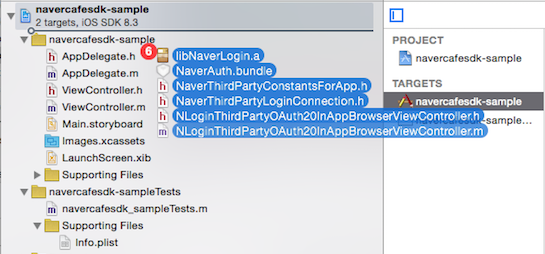 navercafesdk-sample
2 targets, iOS SDK 8.3
navercafesdk-sample
AppDelegate.h
AppDelegate.m
ViewController.h
ViewController.m
Main.storyboard
Images.xcassets
LaunchScreen.xib
Supporting Files
navercafesdk-sampleTests
navercafesdk_sampleTests.m
Supporting Files
Info.plist
6
libNaverLogin.a
NaverAuth.bundle
NaverThirdPartyConstantsForApp.h
NaverThirdPartyLoginConnection.h
NLoginThirdPartyOAuth20InAppBrowserViewController.h
NLoginThirdPartyOAuth20InAppBrowserViewController.m
PROJECT
navercafesdk-sample
TARGETS
navercafesdk-sample